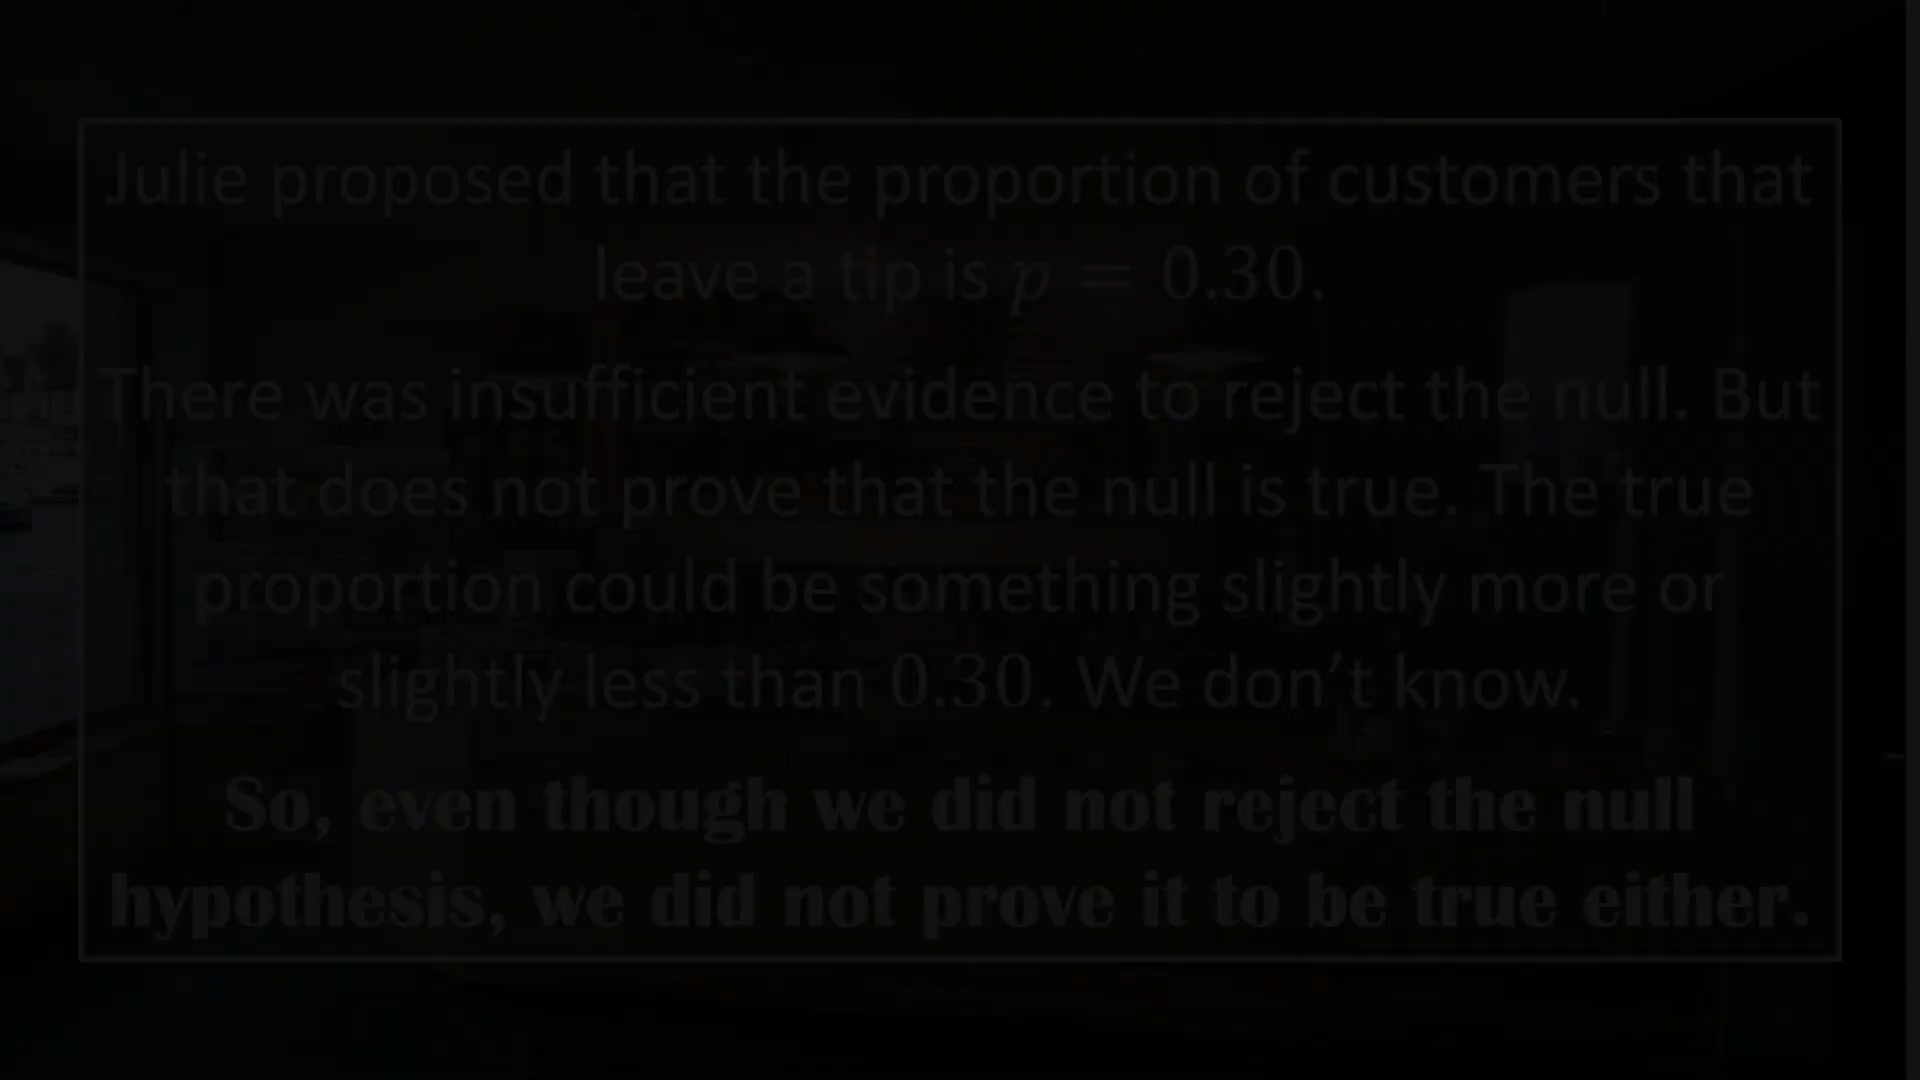 Julie proposed that the proportion of customers that
leave a tip is p = 0.30.
There was insufficient evidence to reject the null. But
that does not prove that the null is true. The true
proportion could be something slightly more or
slightly less than 0.30. We don’t know.
So, even though we did not reject the null
hypothesis, we did not prove it to be true either.